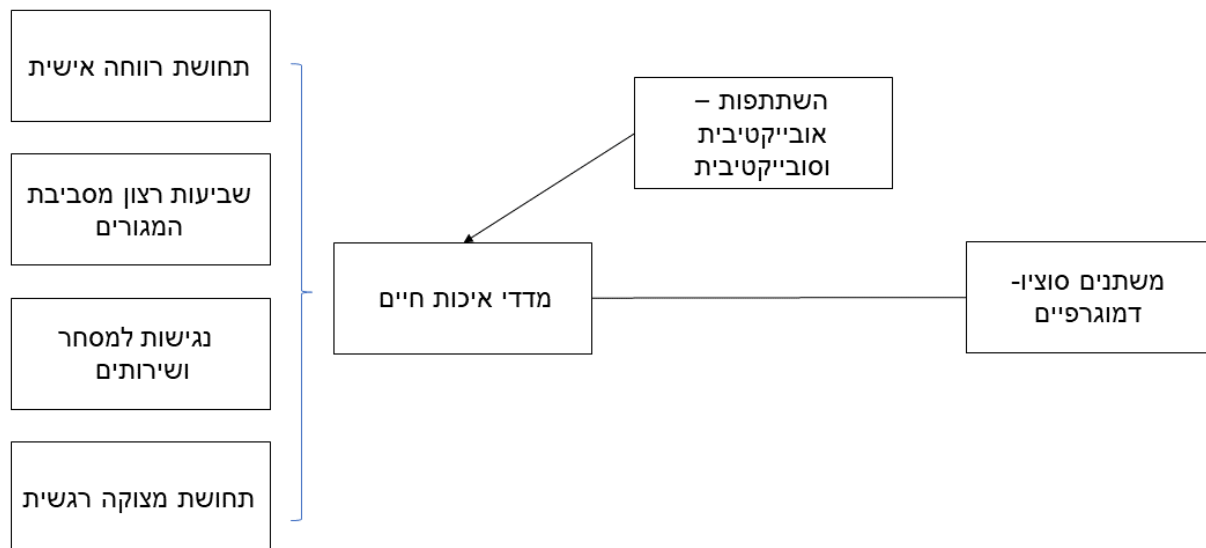 תחושת רווחה אישית
שביעות רצון מסביבת
המגורים
נגישות למסחר
ושירותים
תחושת מצוקה רגשית
השתתפות –
אובייקטיבית
וסובייקטיבית
מדדי איכות חיים
משתנים סוציו-
דמוגרפיים